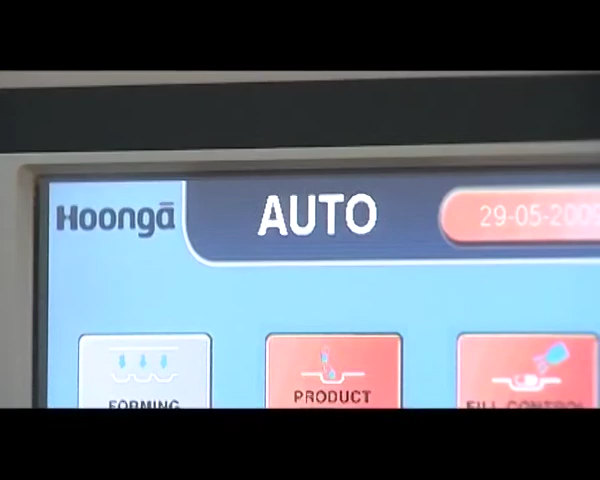 Hoongā
AUTO
29-05-2009
FORMING
PRODUCT
FILL CONTROL